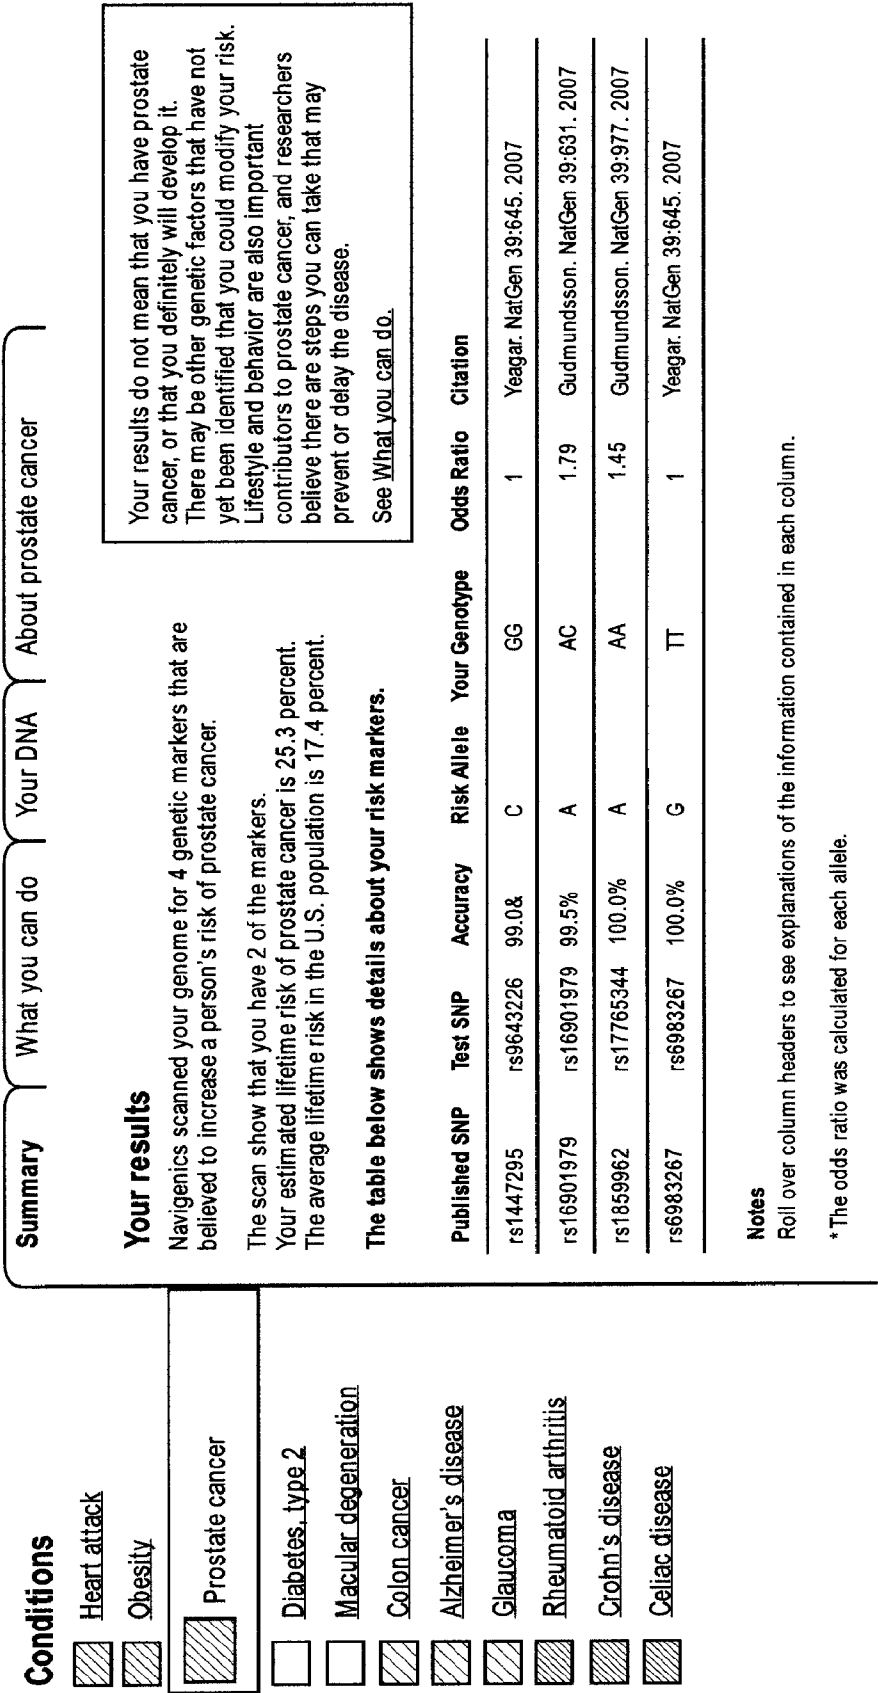 Conditions
Heart attack
Obesity
Prostate cancer
Diabetes, type 2
Macular degeneration
Colon cancer
Alzheimer's disease
Glaucoma
Rheumatoid arthritis
Crohn's disease
Celiac disease
Summary What you can do Your DNA About prostate cancer
Your results
Navigenics scanned your genome for 4 genetic markers that are
believed to increase a person's risk of prostate cancer.
The scan show that you have 2 of the markers.
Your estimated lifetime risk of prostate cancer is 25.3 percent.
The average lifetime risk in the U.S. population is 17.4 percent.
The table below shows details about your risk markers.
Your results do not mean that you have prostate
cancer, or that you definitely will develop it.
There may be other genetic factors that have not
yet been identified that you could modify your risk.
Lifestyle and behavior are also important
contributors to prostate cancer, and researchers
believe there are steps you can take that may
prevent or delay the disease.
See What you can do.
Published SNP Test SNP Accuracy Risk Allele Your Genotype Odds Ratio Citation
rs1447295 rs9643226 99.0& C GG 1 Yeagar. NatGen 39:645. 2007
rs16901979 rs16901979 99.5% A AC 1.79 Gudmundsson. NatGen 39:631. 2007
rs1859962 rs17765344 100.0% A AA 1.45 Gudmundsson. NatGen 39:977. 2007
rs6983267 rs6983267 100.0% G TT 1 Yeagar. NatGen 39:645. 2007
Notes
Roll over column headers to see explanations of the information contained in each column.
*The odds ratio was calculated for each allele.